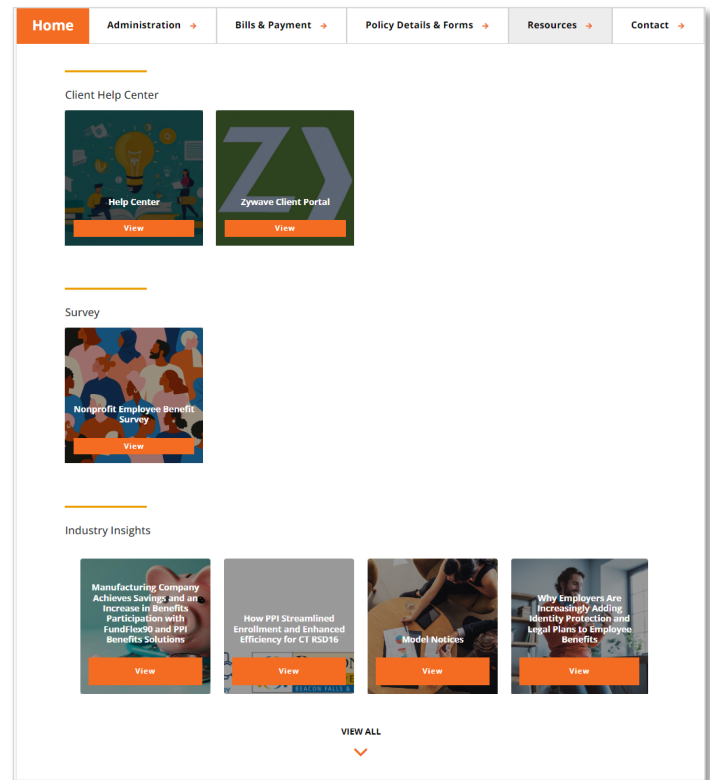 Home
Administration →
Bills & Payment →
Policy Details & Forms →
Resources →
Contact →
Client Help Center
Help Center
View
Zywave Client Portal
View
Survey
Nonprofit Employee Benefit
Survey
View
Industry Insights
Manufacturing Company
Achieves Savings and an
Increase in Benefits
Participation with
FundFlex90 and PPI
Benefits Solutions
View
How PPI Streamlined
Enrollment and Enhanced
Efficiency for CT RSD16
View
BEACON FALLS &
Model Notices
View
Why Employers Are
Increasingly Adding
Identity Protection and
Legal Plans to Employee
Benefits
View
VIEW ALL